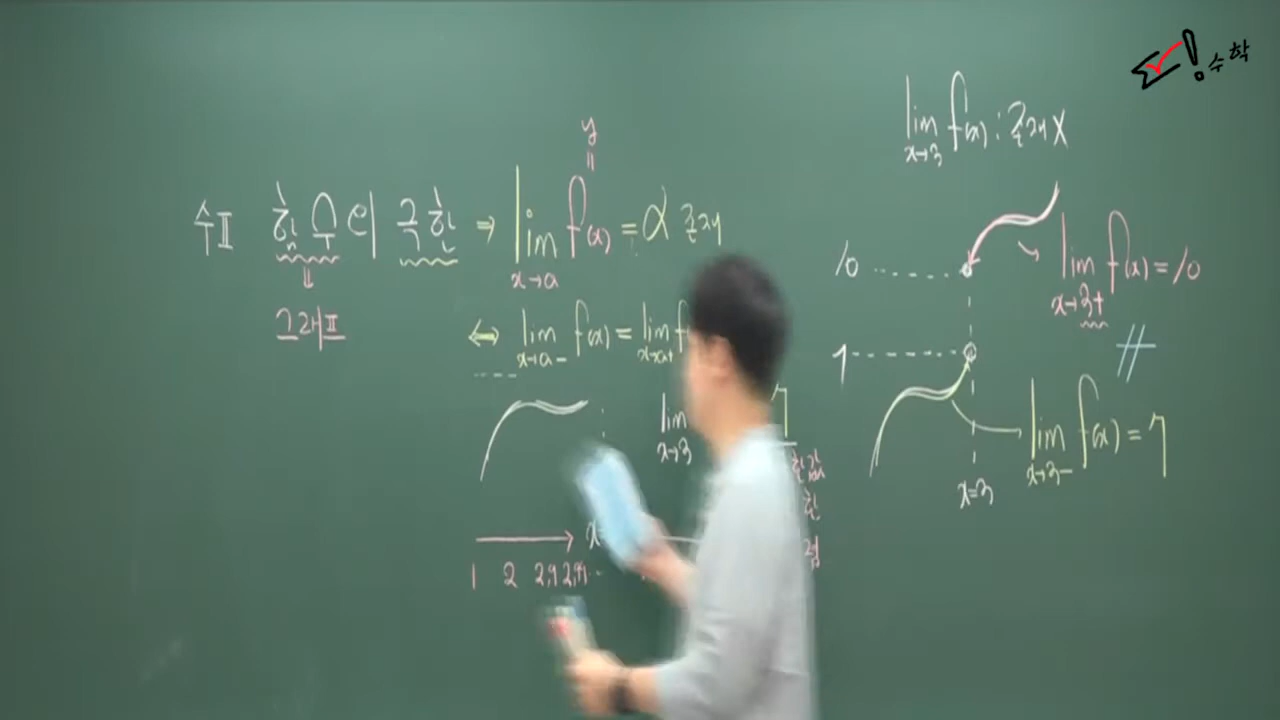 수학
수Ⅱ 함수의 극한 ⇒ lim f(x) = α 존재
x→a
y
||
||
그래프
⇔ lim f(x) = lim f
x→a- x→a+
lim 7
x→3
1 2 2.9 2.99..
lim f(x) : 존재 X
x→3
10
lim f(x) = 10
x→3+
7
lim f(x) = 7
x→3-
x=3